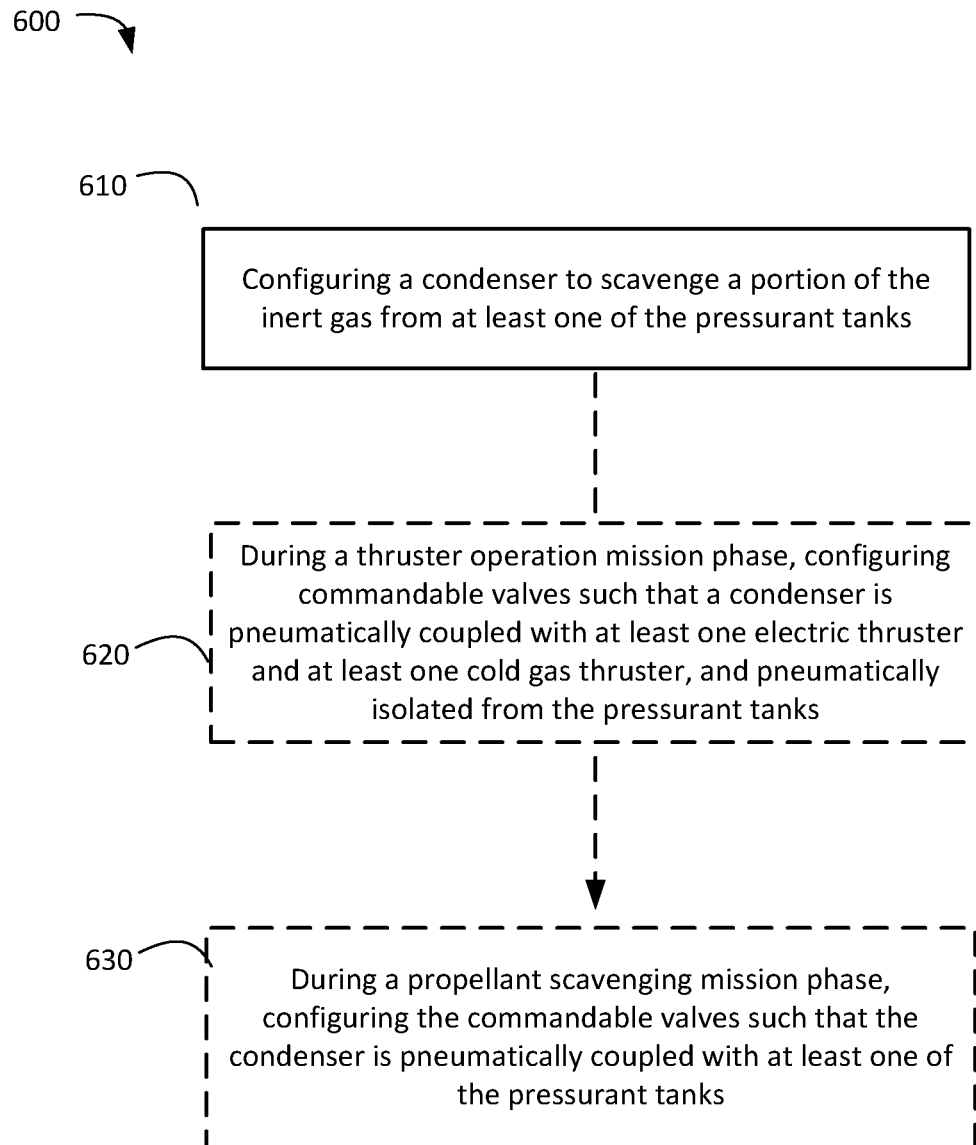 600
610
Configuring a condenser to scavenge a portion of the
inert gas from at least one of the pressurant tanks
During a thruster operation mission phase, configuring
commandable valves such that a condenser is
pneumatically coupled with at least one electric thruster
and at least one cold gas thruster, and pneumatically
isolated from the pressurant tanks
620
630
During a propellant scavenging mission phase,
configuring the commandable valves such that the
condenser is pneumatically coupled with at least one of
the pressurant tanks